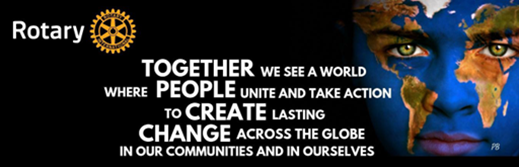 Rotary
TOGETHER WE SEE A WORLD
WHERE PEOPLE UNITE AND TAKE ACTION
TO CREATE LASTING
CHANGE ACROSS THE GLOBE
IN OUR COMMUNITIES AND IN OURSELVES
PB